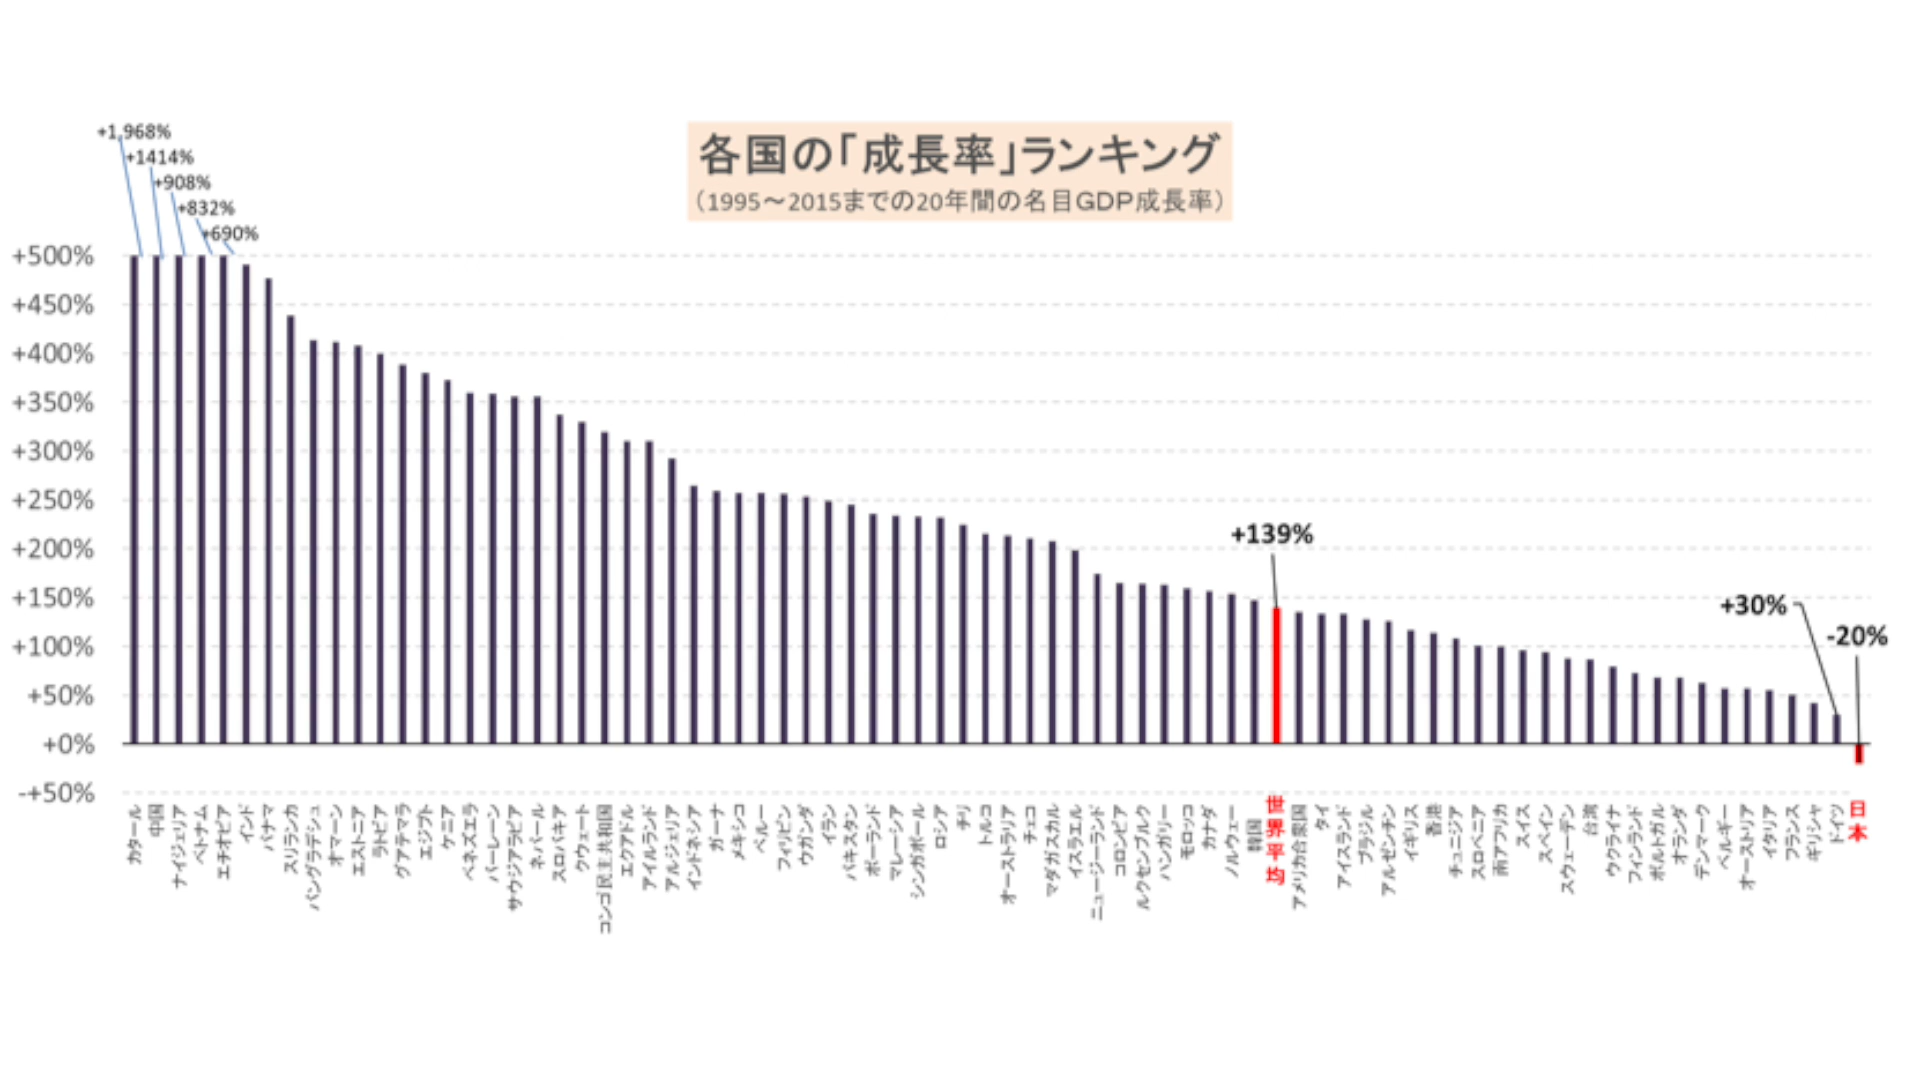 各国の「成長率」ランキング
（1995～2015までの20年間の名目GDP成長率）
+1,968%
+1414%
+908%
+832%
+690%
+500%
+450%
+400%
+350%
+300%
+250%
+200%
+150%
+100%
+50%
+0%
-+50%
+139%
+30%
-20%
カタール
中国
ナイジェリア
ベトナム
エチオピア
インド
パナマ
スリランカ
バングラデシュ
オマーン
エストニア
ラトビア
グアテマラ
エジプト
ケニア
ベネズエラ
バーレーン
サウジアラビア
ネパール
スロバキア
クウェート
コンゴ民主共和国
エクアドル
アイルランド
アルジェリア
インドネシア
ガーナ
メキシコ
ペルー
フィリピン
ウガンダ
イラン
パキスタン
ポーランド
マレーシア
シンガポール
ロシア
チリ
トルコ
オーストラリア
チェコ
マダガスカル
イスラエル
ニュージーランド
コロンビア
ルクセンブルク
ハンガリー
モロッコ
カナダ
ノルウェー
韓国
世界平均
アメリカ合衆国
タイ
アイスランド
ブラジル
アルゼンチン
イギリス
香港
チュニジア
スロベニア
南アフリカ
スイス
スペイン
スウェーデン
台湾
ウクライナ
フィンランド
ポルトガル
オランダ
デンマーク
ベルギー
オーストリア
イタリア
フランス
ギリシャ
ドイツ
日本